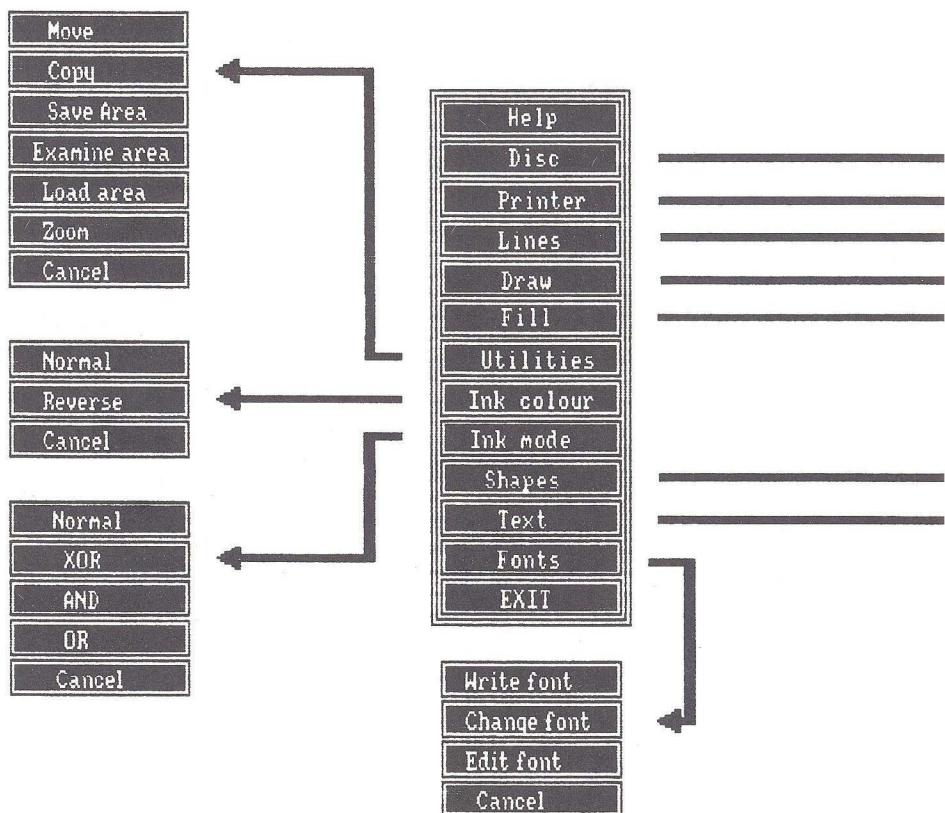 Move
Copy
Save Area
Examine area
Load area
Zoom
Cancel
Normal
Reverse
Cancel
Normal
XOR
AND
OR
Cancel
Help
Disc
Printer
Lines
Draw
Fill
Utilities
Ink colour
Ink mode
Shapes
Text
Fonts
EXIT
Write font
Change font
Edit font
Cancel